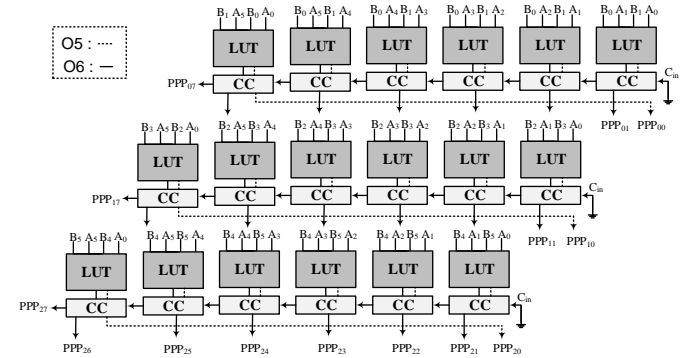 O5 :
O6 :
B₁ A₅ B₀ A₀ B₀ A₅ B₁ A₄ B₀ A₄ B₁ A₃ B₀ A₃ B₁ A₂ B₀ A₂ B₁ A₁ B₀ A₁ B₁ A₀
LUT LUT LUT LUT LUT LUT
CC CC CC CC CC CC
Cin
PPP₀₇
PPP₀₁ PPP₀₀
B₃ A₅ B₂ A₀ B₂ A₅ B₃ A₄ B₂ A₄ B₃ A₃ B₂ A₃ B₃ A₂ B₂ A₂ B₃ A₁ B₂ A₁ B₃ A₀
LUT LUT LUT LUT LUT LUT
CC CC CC CC CC CC
Cin
PPP₁₇
PPP₁₁ PPP₁₀
B₅ A₅ B₄ A₀ B₄ A₅ B₅ A₄ B₄ A₄ B₅ A₃ B₄ A₃ B₅ A₂ B₄ A₂ B₅ A₁ B₄ A₁ B₅ A₀
LUT LUT LUT LUT LUT LUT
CC CC CC CC CC CC
Cin
PPP₂₇
PPP₂₆ PPP₂₅ PPP₂₄ PPP₂₃ PPP₂₂ PPP₂₁ PPP₂₀